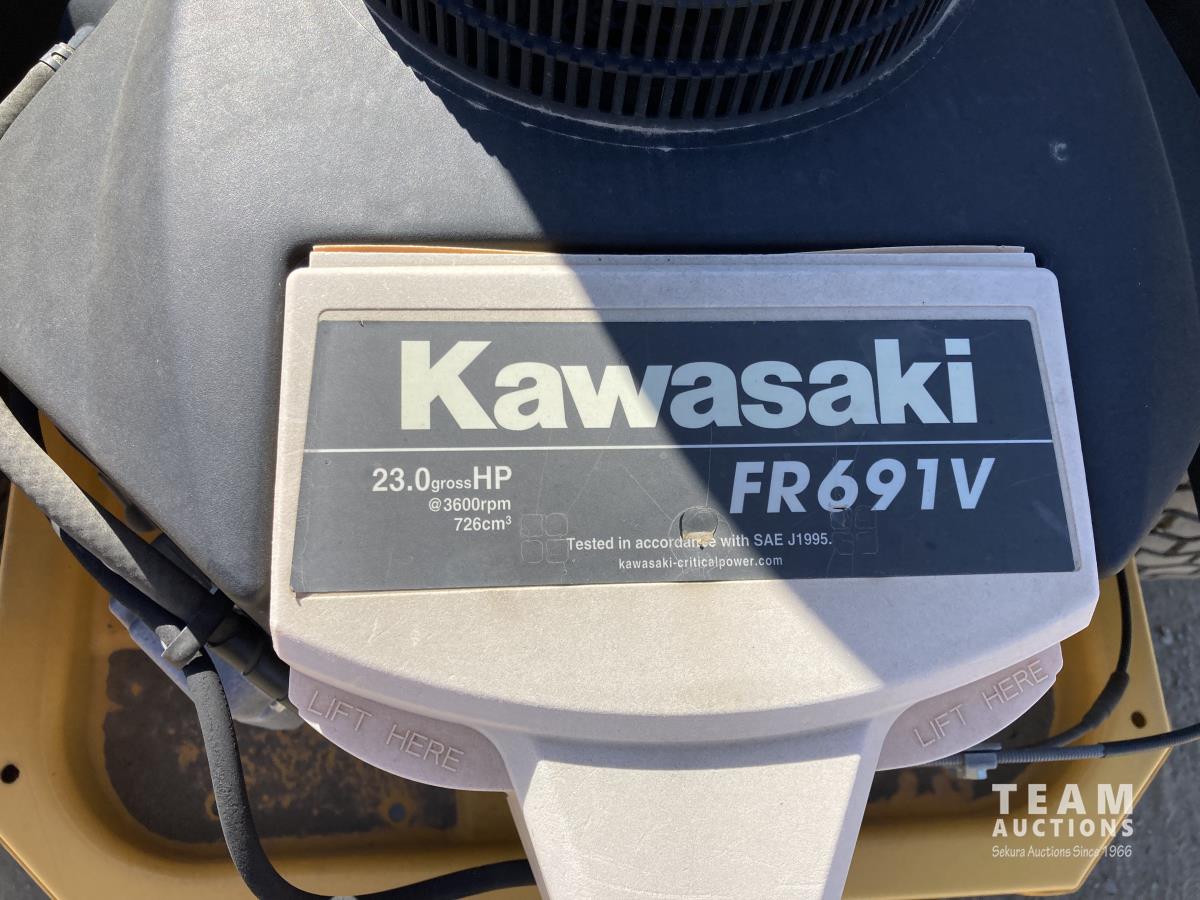 Kawasaki
23.0grossHP
@3600rpm
726cm³
FR691V
Tested in accordance with SAE J1995.
kawasaki-criticalpower.com
LIFT HERE
LIFT HERE
TEAM
AUCTIONS
Sekura Auctions Since 1966